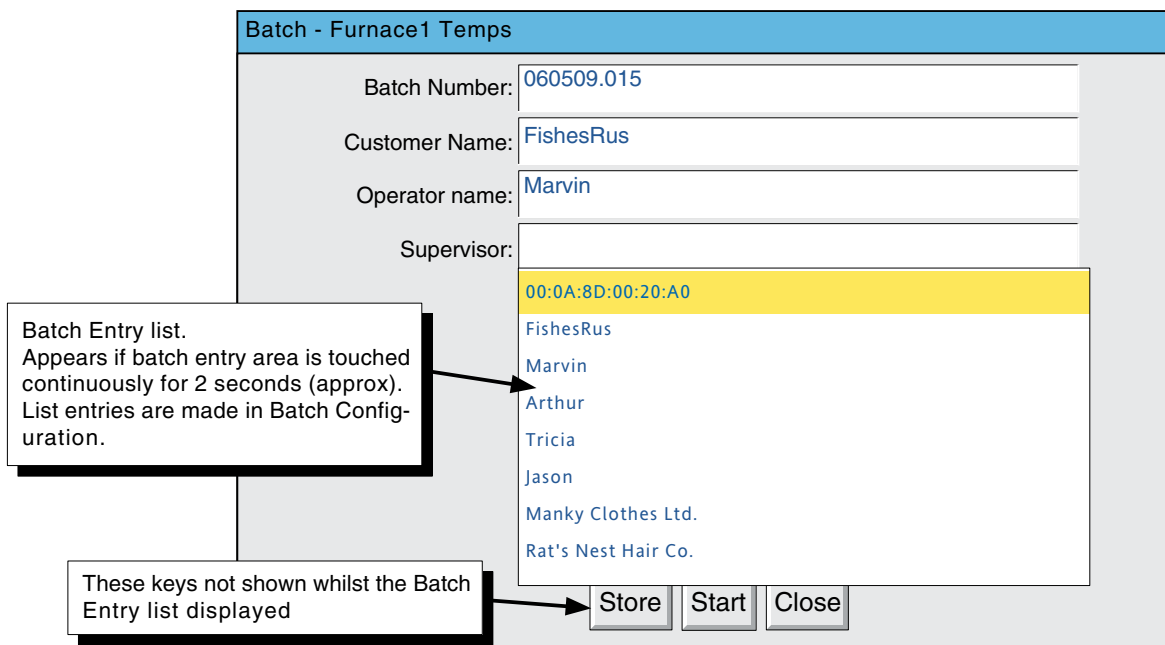 Batch - Furnace1 Temps
Batch Number: 060509.015
Customer Name: FishesRus
Operator name: Marvin
Supervisor:
00:0A:8D:00:20:A0
FishesRus
Marvin
Arthur
Tricia
Jason
Manky Clothes Ltd.
Rat's Nest Hair Co.
Batch Entry list.
Appears if batch entry area is touched
continuously for 2 seconds (approx).
List entries are made in Batch Config-
uration.
These keys not shown whilst the Batch
Entry list displayed
Store Start Close